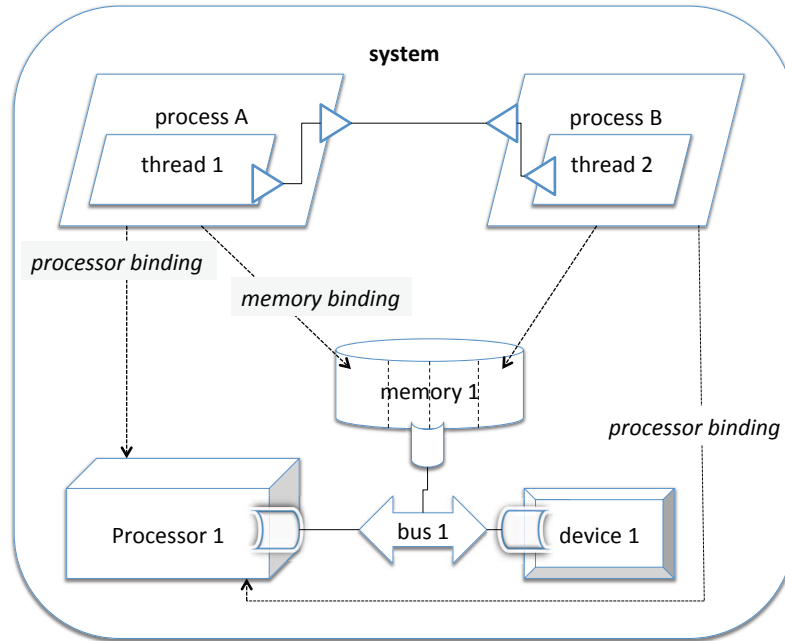 system
process A
process B
thread 1
thread 2
processor binding
memory binding
memory 1
processor binding
Processor 1
bus 1
device 1